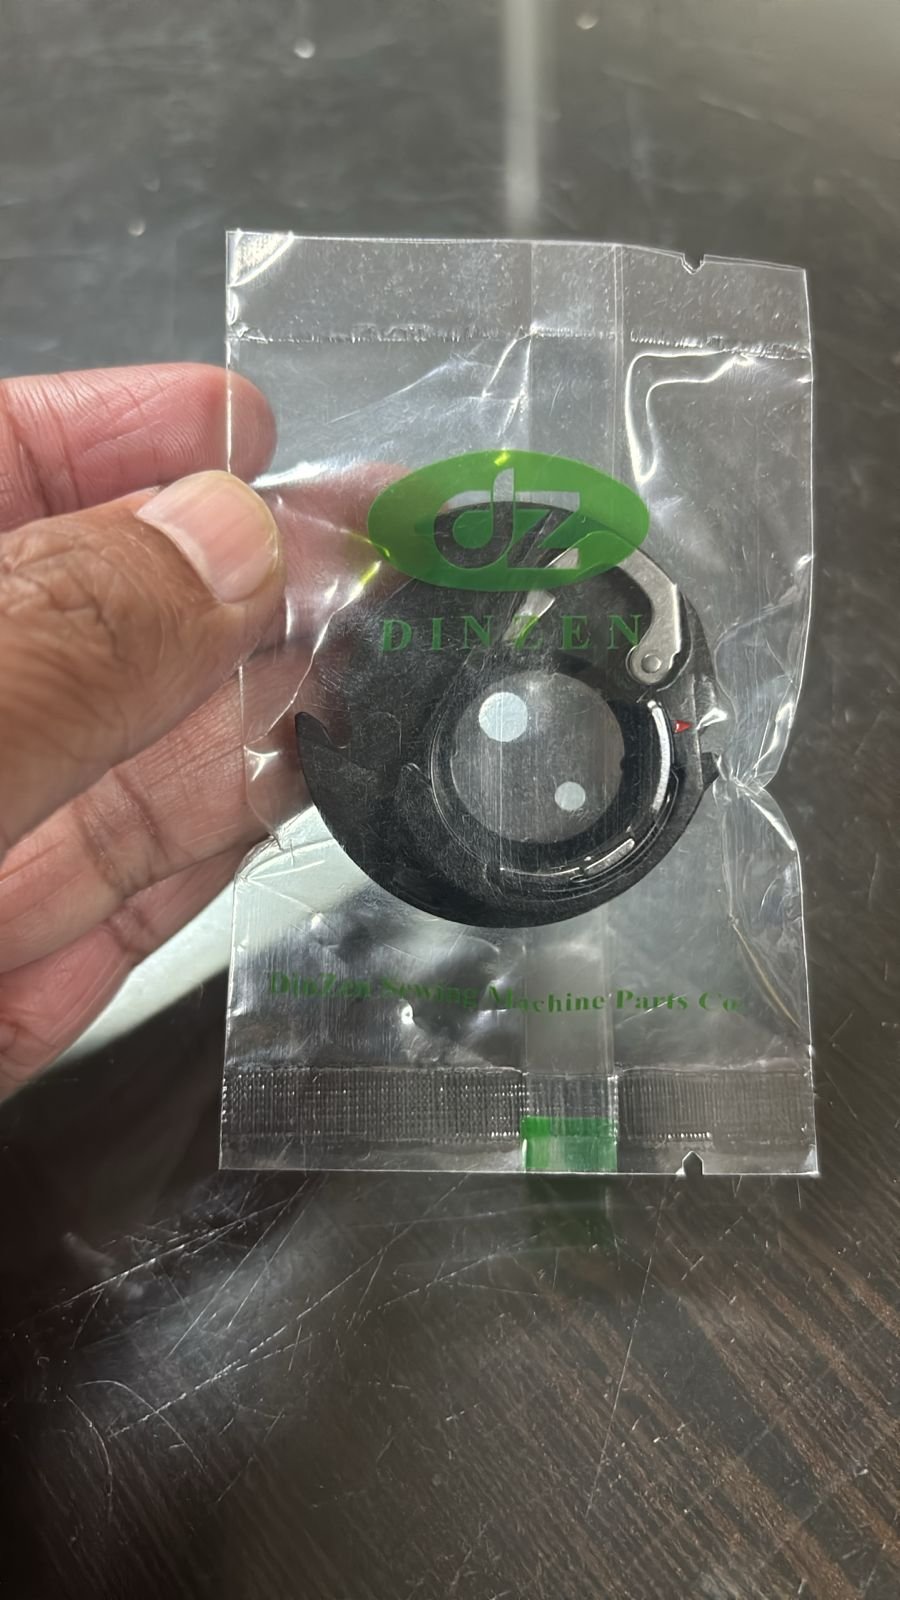 dz
DINZEN
DinZen Sewing Machine Parts Co.